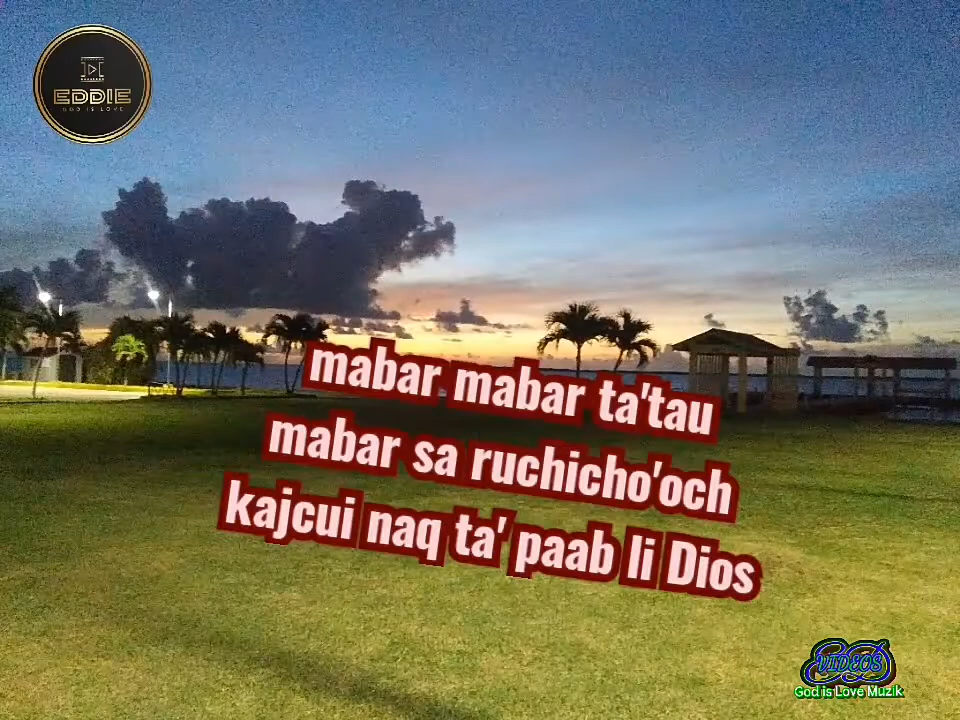 EDDIE
GOD IS LOVE
mabar mabar ta'tau
mabar sa ruchicho'och
kajcui naq ta' paab li Dios
VIDEOS
God is Love Muzik